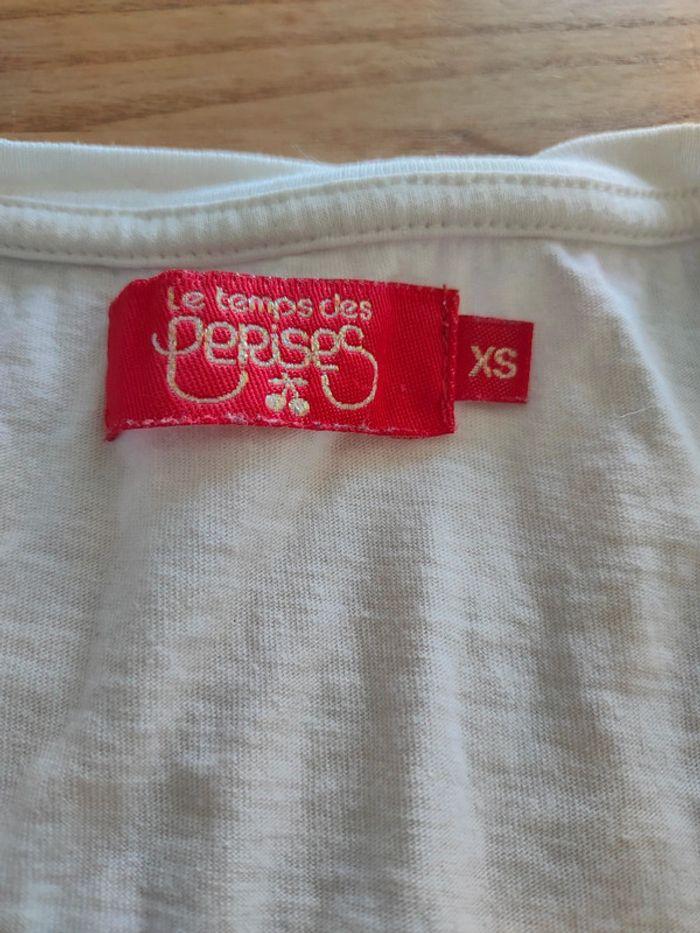 Le temps des
Cerises
XS